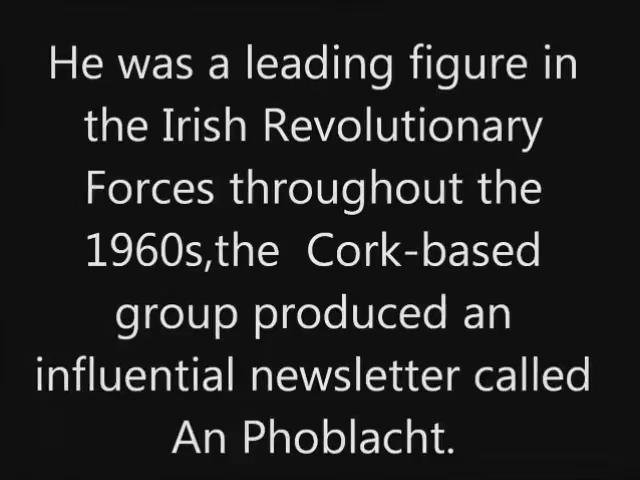 He was a leading figure in
the Irish Revolutionary
Forces throughout the
1960s,the  Cork-based
group produced an
influential newsletter called
An Phoblacht.